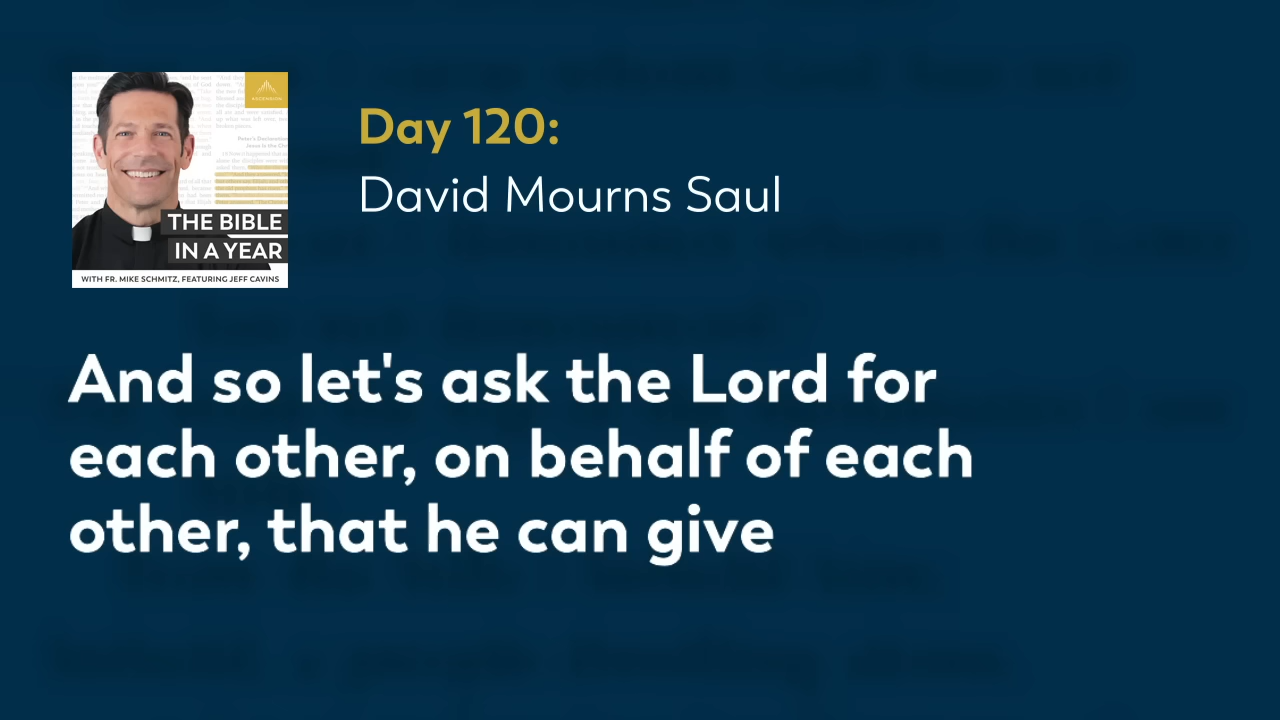 ASCENSION
THE BIBLE
IN A YEAR
WITH FR. MIKE SCHMITZ, FEATURING JEFF CAVINS
Day 120:
David Mourns Saul
And so let's ask the Lord for
each other, on behalf of each
other, that he can give